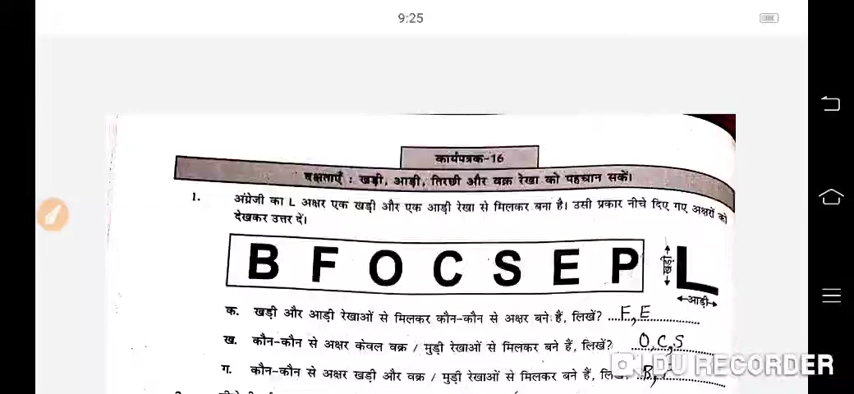 9:25
कार्यपत्रक-16
दक्षताएँ : खड़ी, आड़ी, तिरछी और वक्र रेखा को पहचान सकें।
1. अंग्रेजी का L अक्षर एक खड़ी और एक आड़ी रेखा से मिलकर बना है। उसी प्रकार नीचे दिए गए अक्षरों को
देखकर उत्तर दें।
B F O C S E P
खड़ी
L
आड़ी
क. खड़ी और आड़ी रेखाओं से मिलकर कौन-कौन से अक्षर बने हैं, लिखें? F, E
ख. कौन-कौन से अक्षर केवल वक्र / मुड़ी रेखाओं से मिलकर बने हैं, लिखें? O, C, S
ग. कौन-कौन से अक्षर खड़ी और वक्र / मुड़ी रेखाओं से मिलकर बने हैं, B,
DU RECORDER